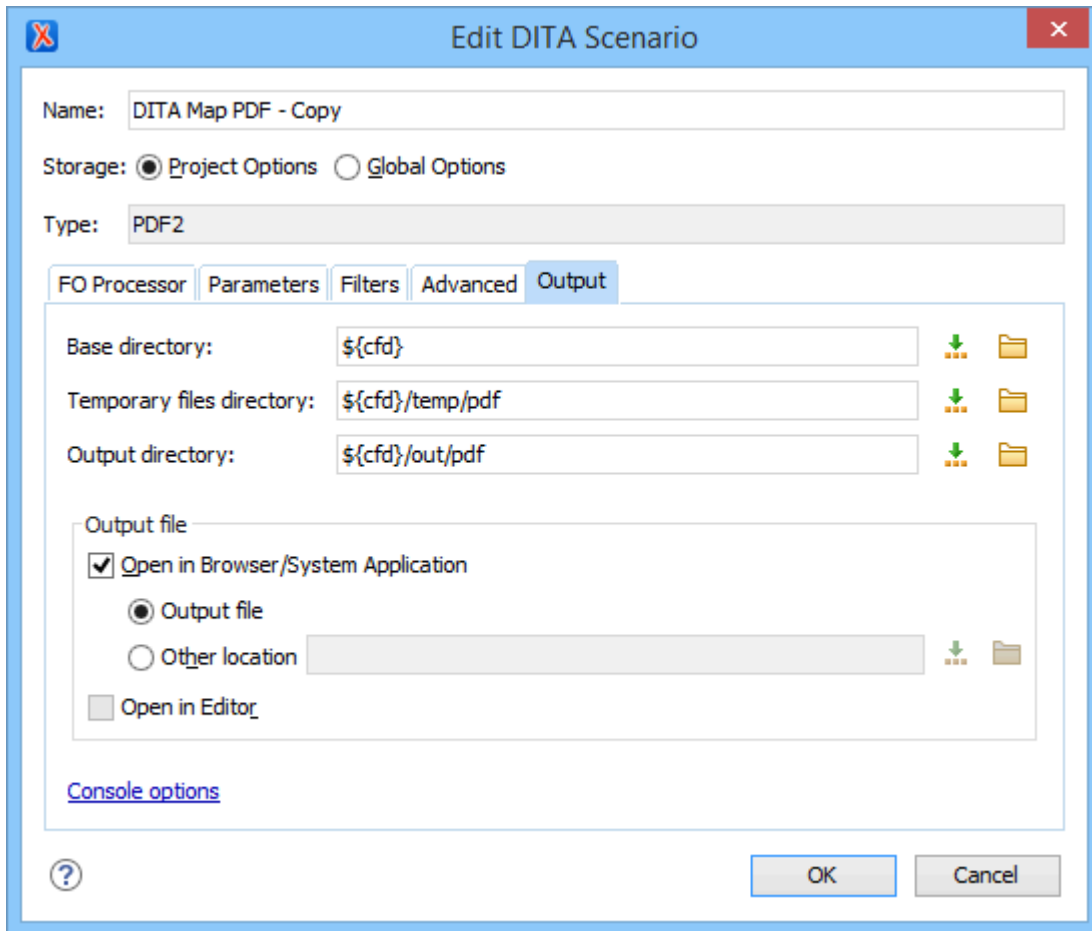 Edit DITA Scenario
Name: DITA Map PDF - Copy
Storage: Project Options Global Options
Type: PDF2
FO Processor Parameters Filters Advanced Output
Base directory: ${cfd}
Temporary files directory: ${cfd}/temp/pdf
Output directory: ${cfd}/out/pdf
Output file
Open in Browser/System Application
Output file
Other location
Open in Editor
Console options
? OK Cancel